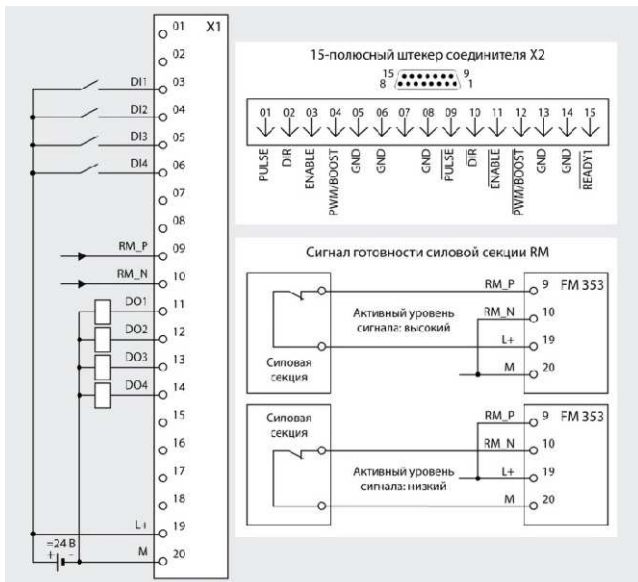 01 X1
02
DI1 03
DI2 04
DI3 05
DI4 06
07
08
RM_P 09
RM_N 10
DO1 11
DO2 12
DO3 13
DO4 14
15
16
17
18
L+ 19
=24 В
+ -
M 20
15-полюсный штекер соединителя X2
15 9
8 1
01 02 03 04 05 06 07 08 09 10 11 12 13 14 15
PULSE
DIR
ENABLE
PWM/BOOST
GND
GND
GND
PULSE
DIR
ENABLE
PWM/BOOST
GND
GND
READY1
Сигнал готовности силовой секции RM
RM_P 9 FM 353
RM_N 10
Активный уровень
сигнала: высокий
L+ 19
M 20
Силовая
секция
Силовая
секция
RM_P 9 FM 353
RM_N 10
Активный уровень
сигнала: низкий
L+ 19
M 20